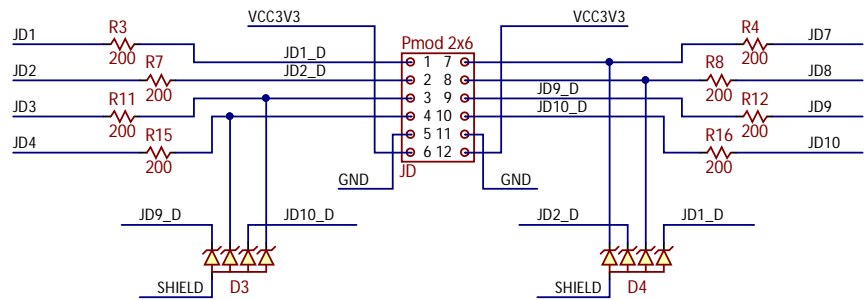 VCC3V3 VCC3V3
JD1 R3 Pmod 2x6 R4 JD7
200 JD1_D 1 7 200
JD2 R7 JD2_D 2 8 R8 JD8
200 JD9_D 200
JD3 R11 3 9 R12 JD9
200 JD10_D 200
JD4 R15 4 10 R16 JD10
200 5 11 200
6 12
JD
GND GND
JD9_D JD10_D JD2_D JD1_D
SHIELD D3 SHIELD D4